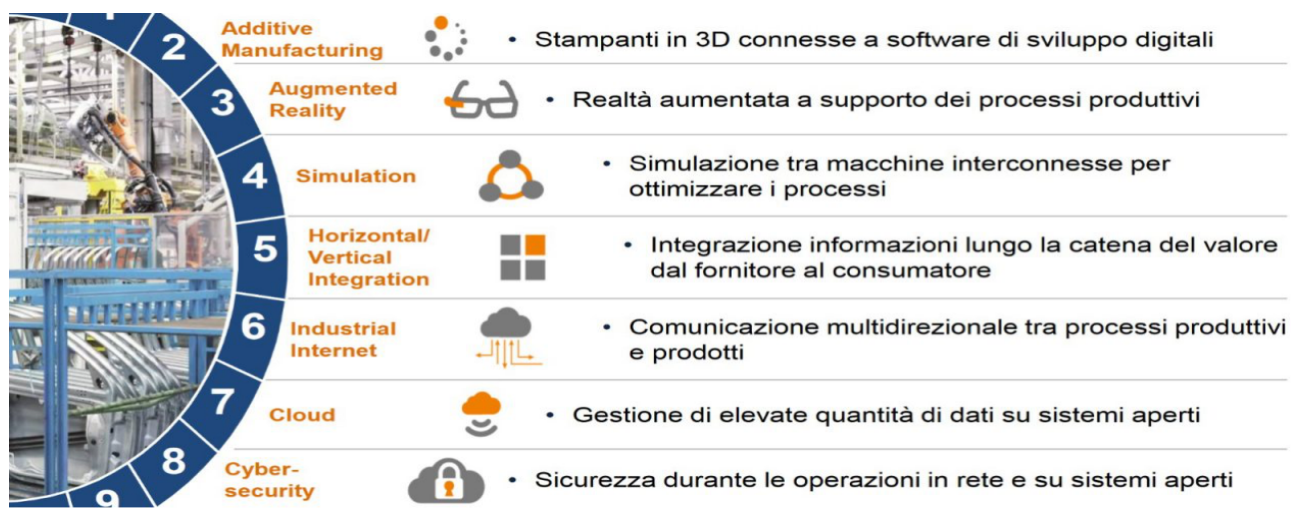 1
2
Additive
Manufacturing
• Stampanti in 3D connesse a software di sviluppo digitali
3
Augmented
Reality
• Realtà aumentata a supporto dei processi produttivi
4
Simulation
• Simulazione tra macchine interconnesse per
ottimizzare i processi
5
Horizontal/
Vertical
Integration
• Integrazione informazioni lungo la catena del valore
dal fornitore al consumatore
6
Industrial
Internet
• Comunicazione multidirezionale tra processi produttivi
e prodotti
7
Cloud
• Gestione di elevate quantità di dati su sistemi aperti
8
Cyber-
security
• Sicurezza durante le operazioni in rete e su sistemi aperti
9